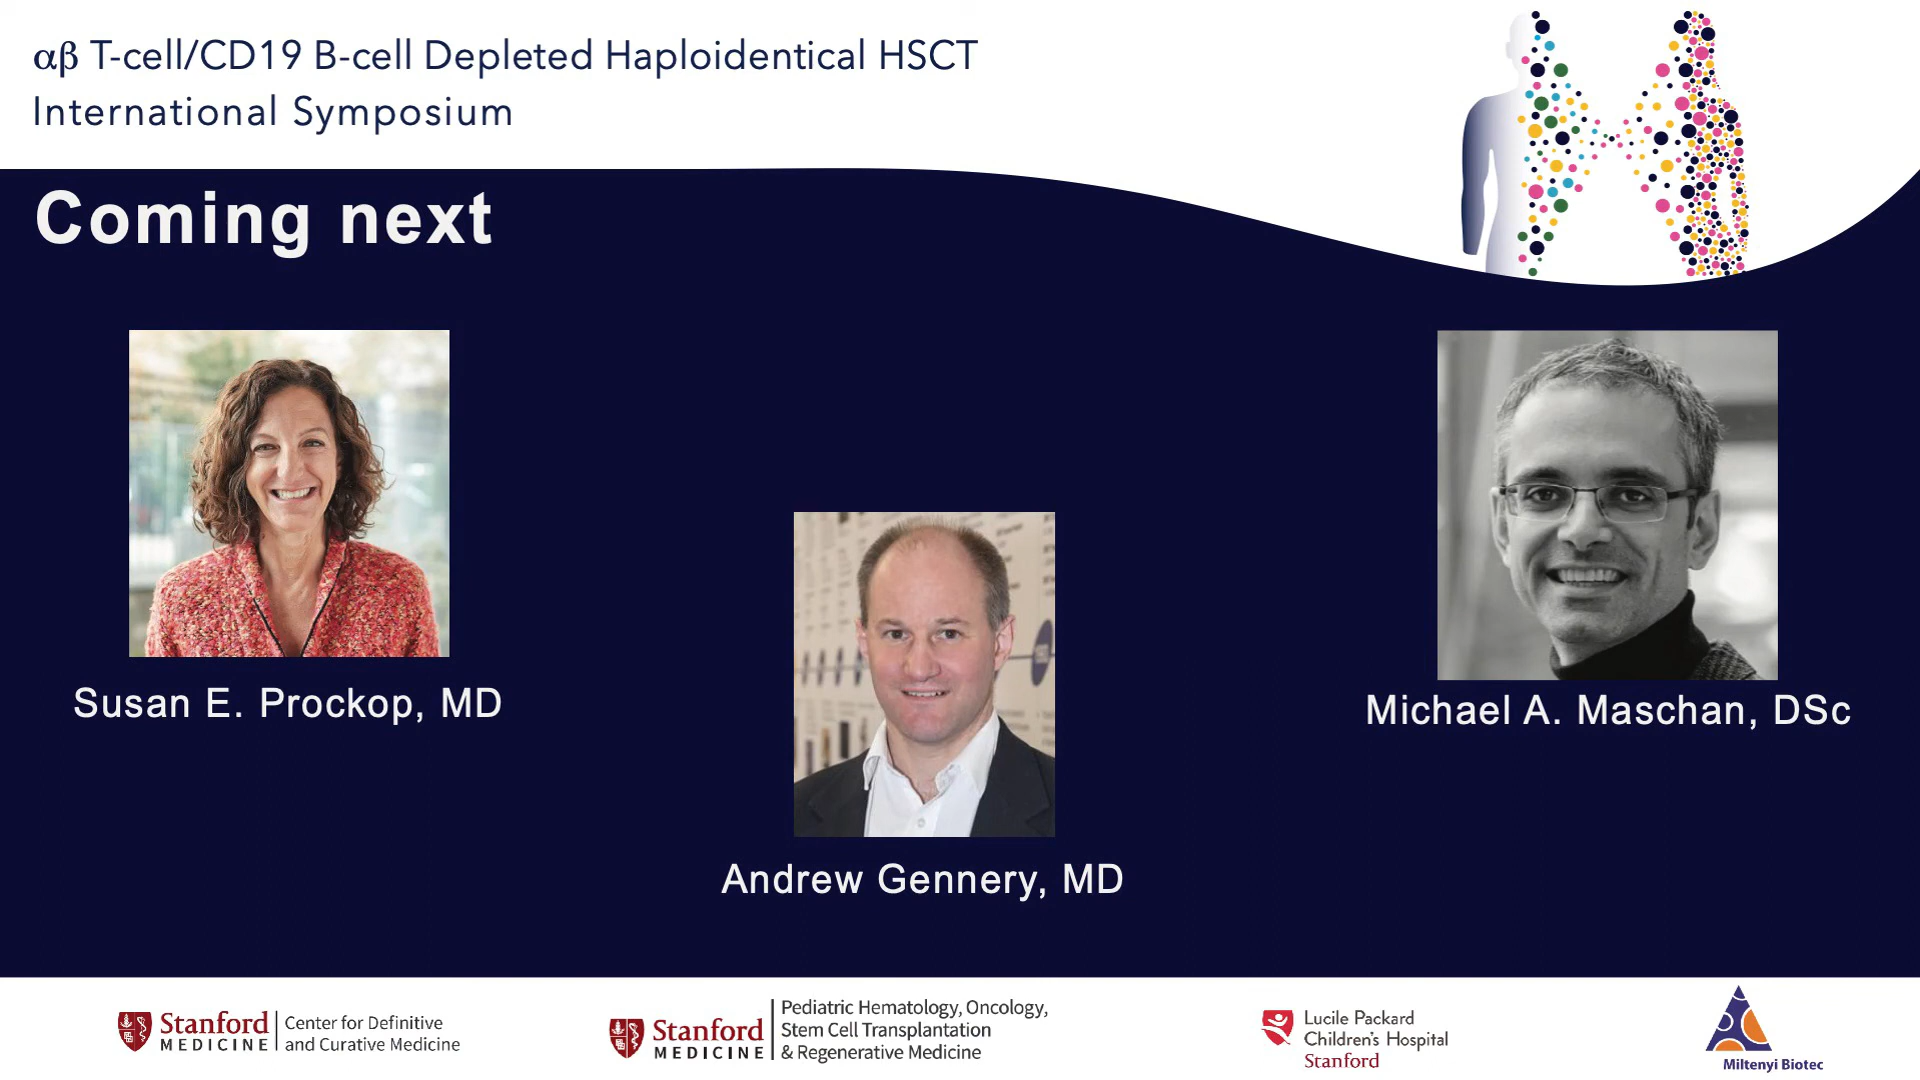 αβ T-cell/CD19 B-cell Depleted Haploidentical HSCT
International Symposium
Coming next
Susan E. Prockop, MD
Andrew Gennery, MD
Michael A. Maschan, DSc
Stanford
MEDICINE
Center for Definitive
and Curative Medicine
Stanford
MEDICINE
Pediatric Hematology, Oncology,
Stem Cell Transplantation
& Regenerative Medicine
Lucile Packard
Children's Hospital
Stanford
Miltenyi Biotec